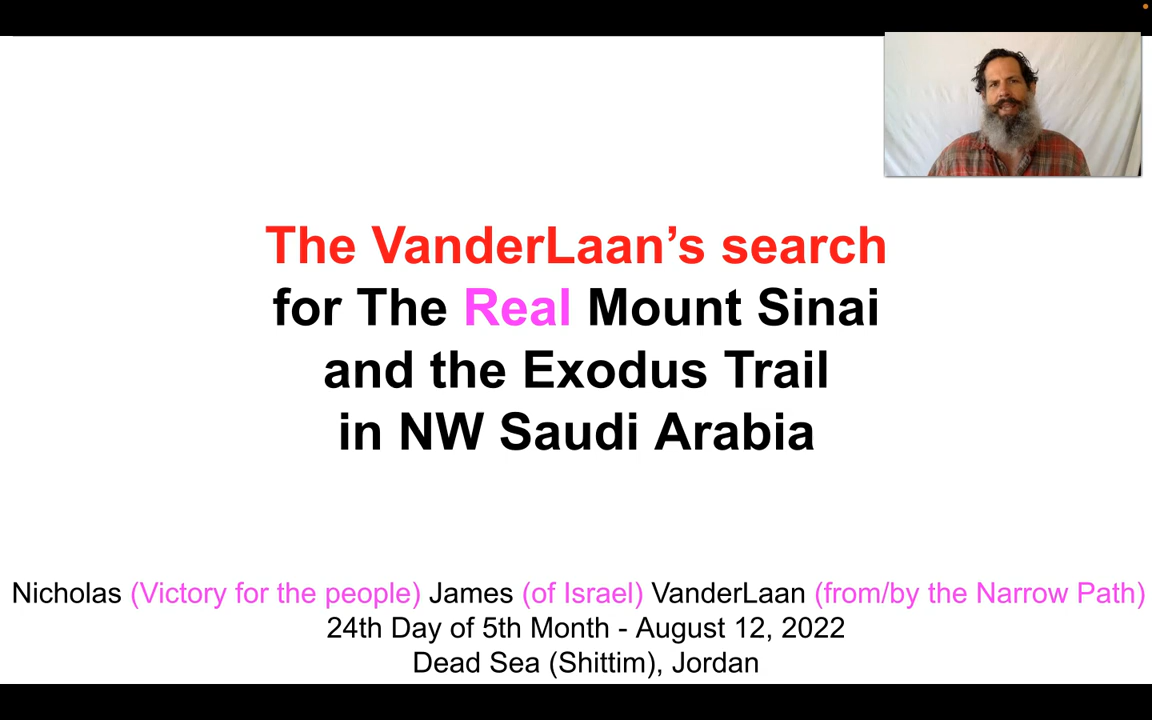 The VanderLaan’s search
for The Real Mount Sinai
and the Exodus Trail
in NW Saudi Arabia
Nicholas (Victory for the people) James (of Israel) VanderLaan (from/by the Narrow Path)
24th Day of 5th Month - August 12, 2022
Dead Sea (Shittim), Jordan